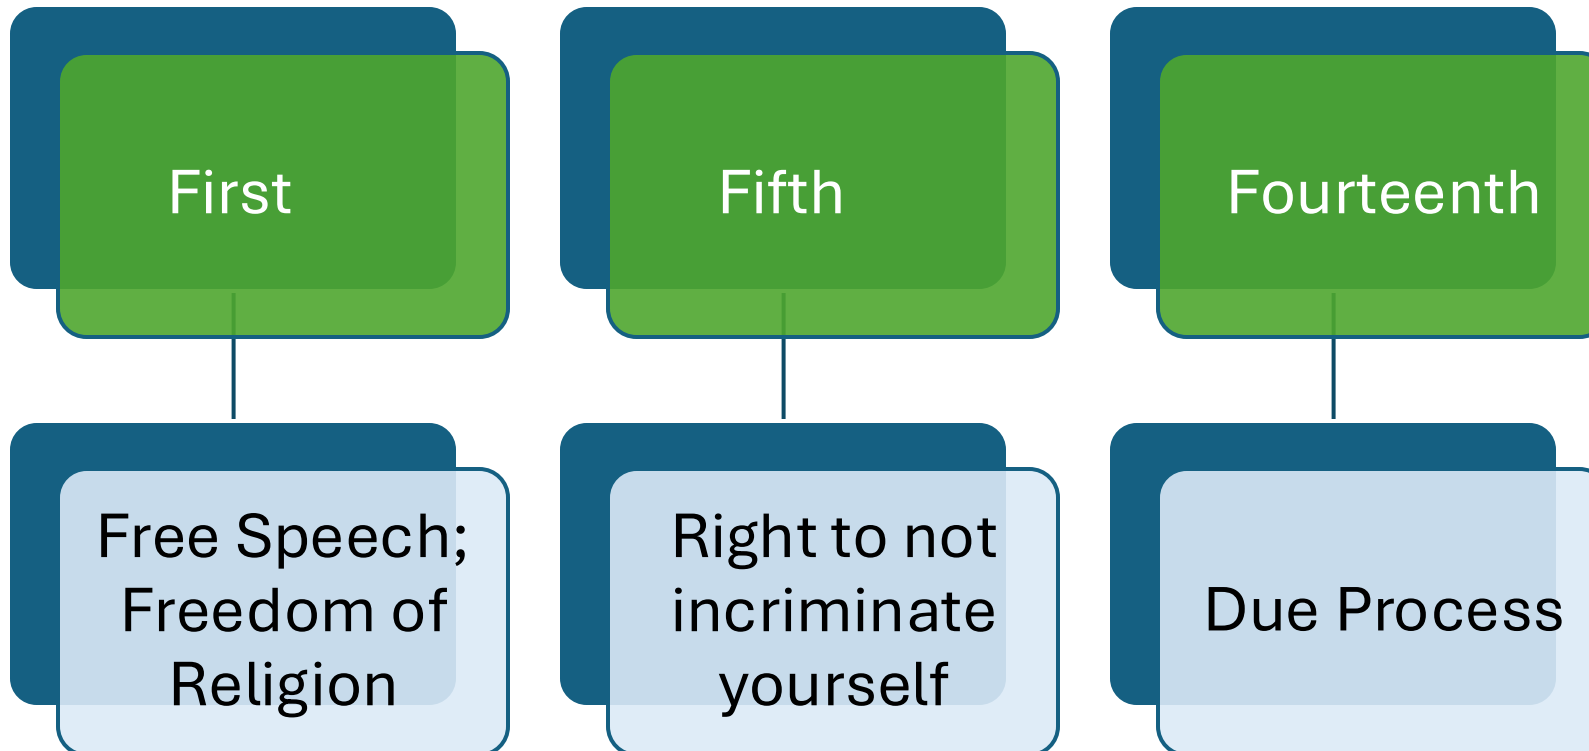 First
Fifth
Fourteenth
Free Speech;
Freedom of
Religion
Right to not
incriminate
yourself
Due Process